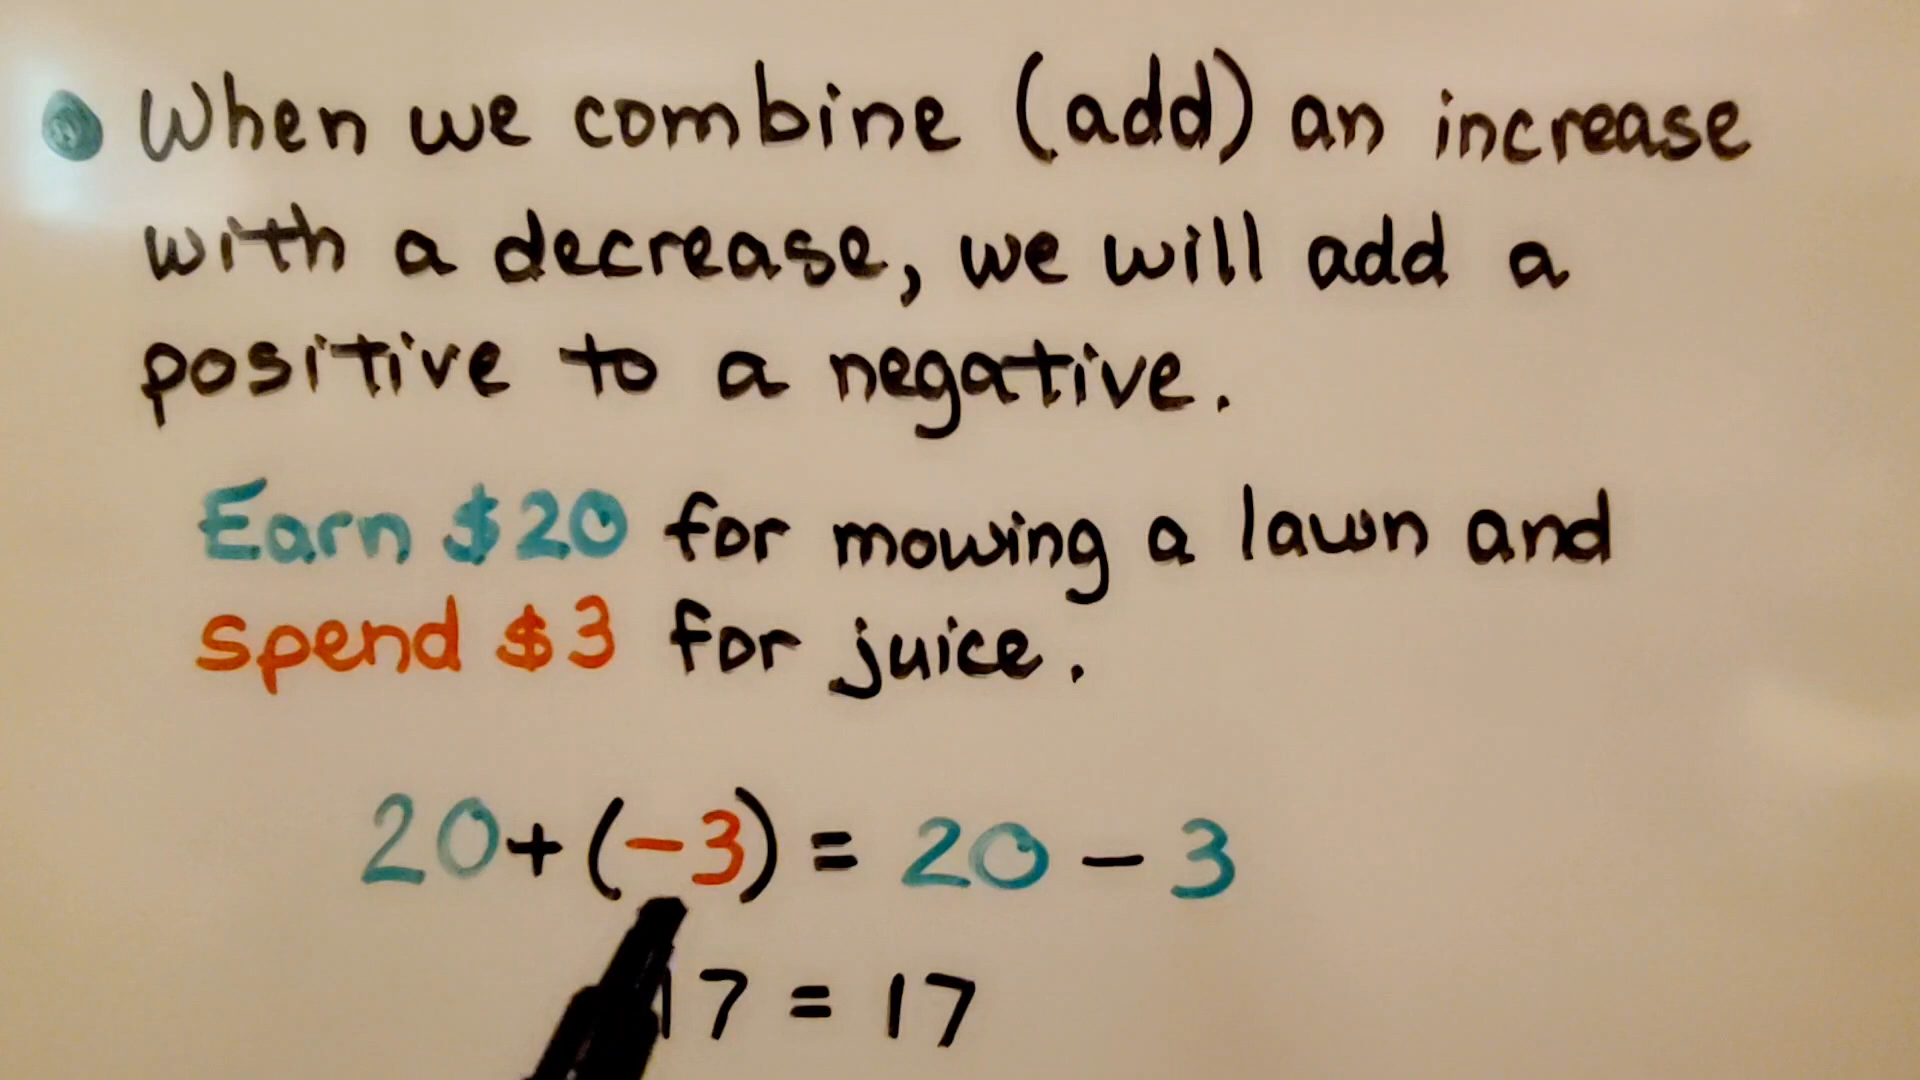 When we combine (add) an increase
with a decrease, we will add a
positive to a negative.
Earn $20 for mowing a lawn and
spend $3 for juice.
20+(-3) = 20 - 3
17 = 17